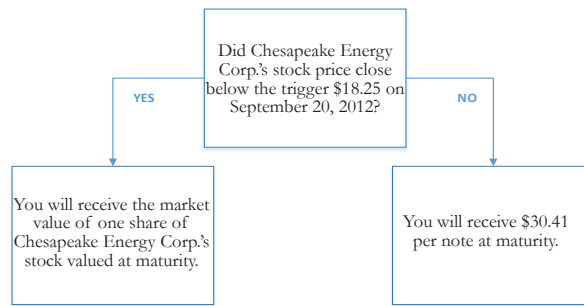 Did Chesapeake Energy
Corp.'s stock price close
below the trigger $18.25 on
September 20, 2012?
YES
NO
You will receive the market
value of one share of
Chesapeake Energy Corp.'s
stock valued at maturity.
You will receive $30.41
per note at maturity.